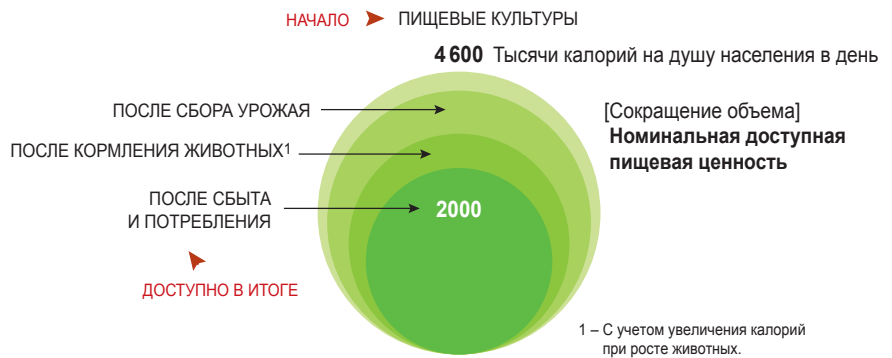 НАЧАЛО ПИЩЕВЫЕ КУЛЬТУРЫ
4 600 Тысячи калорий на душу населения в день
ПОСЛЕ СБОРА УРОЖАЯ
[Сокращение объема]
Номинальная доступная
пищевая ценность
ПОСЛЕ КОРМЛЕНИЯ ЖИВОТНЫХ1
ПОСЛЕ СБЫТА
И ПОТРЕБЛЕНИЯ
2000
ДОСТУПНО В ИТОГЕ
1 – С учетом увеличения калорий
при росте животных.